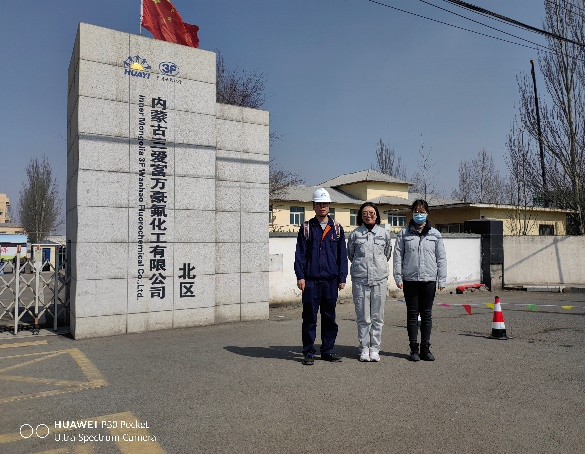 HUAYI
3F
内蒙古三爱富万豪氟化工有限公司
Inner Mongolia 3F Wanhao Fluorochemical Co.,Ltd.
北区
HUAWEI P50 Pocket
Ultra Spectrum Camera